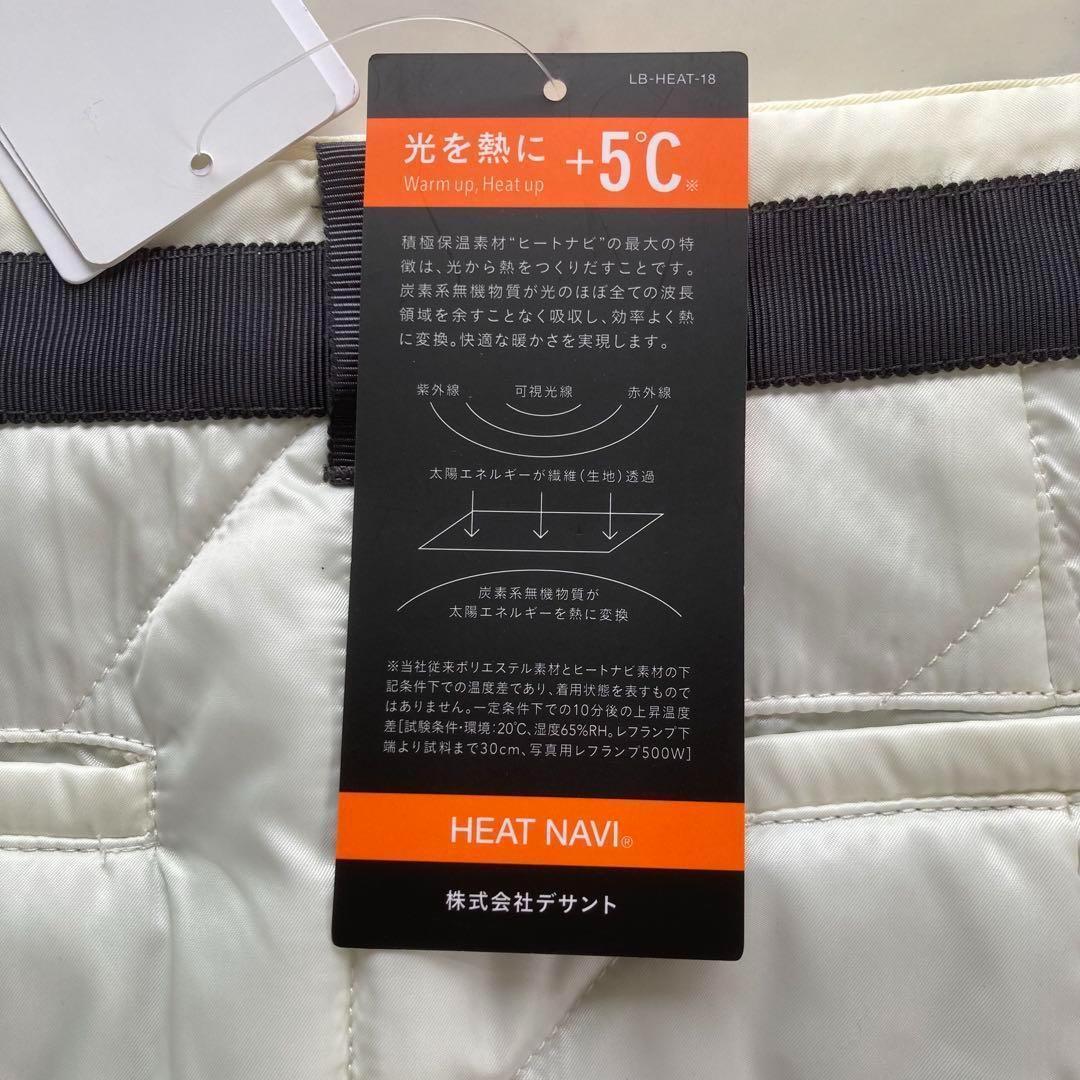 LB-HEAT-18
光を熱に +5℃※
Warm up, Heat up
積極保温素材“ヒートナビ”の最大の特
徴は、光から熱をつくりだすことです。
炭素系無機物質が光のほぼ全ての波長
領域を余すことなく吸収し、効率よく熱
に変換。快適な暖かさを実現します。
紫外線 可視光線 赤外線
太陽エネルギーが繊維（生地）透過
炭素系無機物質が
太陽エネルギーを熱に変換
※当社従来ポリエステル素材とヒートナビ素材の下
記条件下での温度差であり、着用状態を表すもので
はありません。一定条件下での10分後の上昇温度
差[試験条件・環境：20℃、湿度65%RH。レフランプ下
端より試料まで30cm、写真用レフランプ500W]
HEAT NAVI®
株式会社デサント